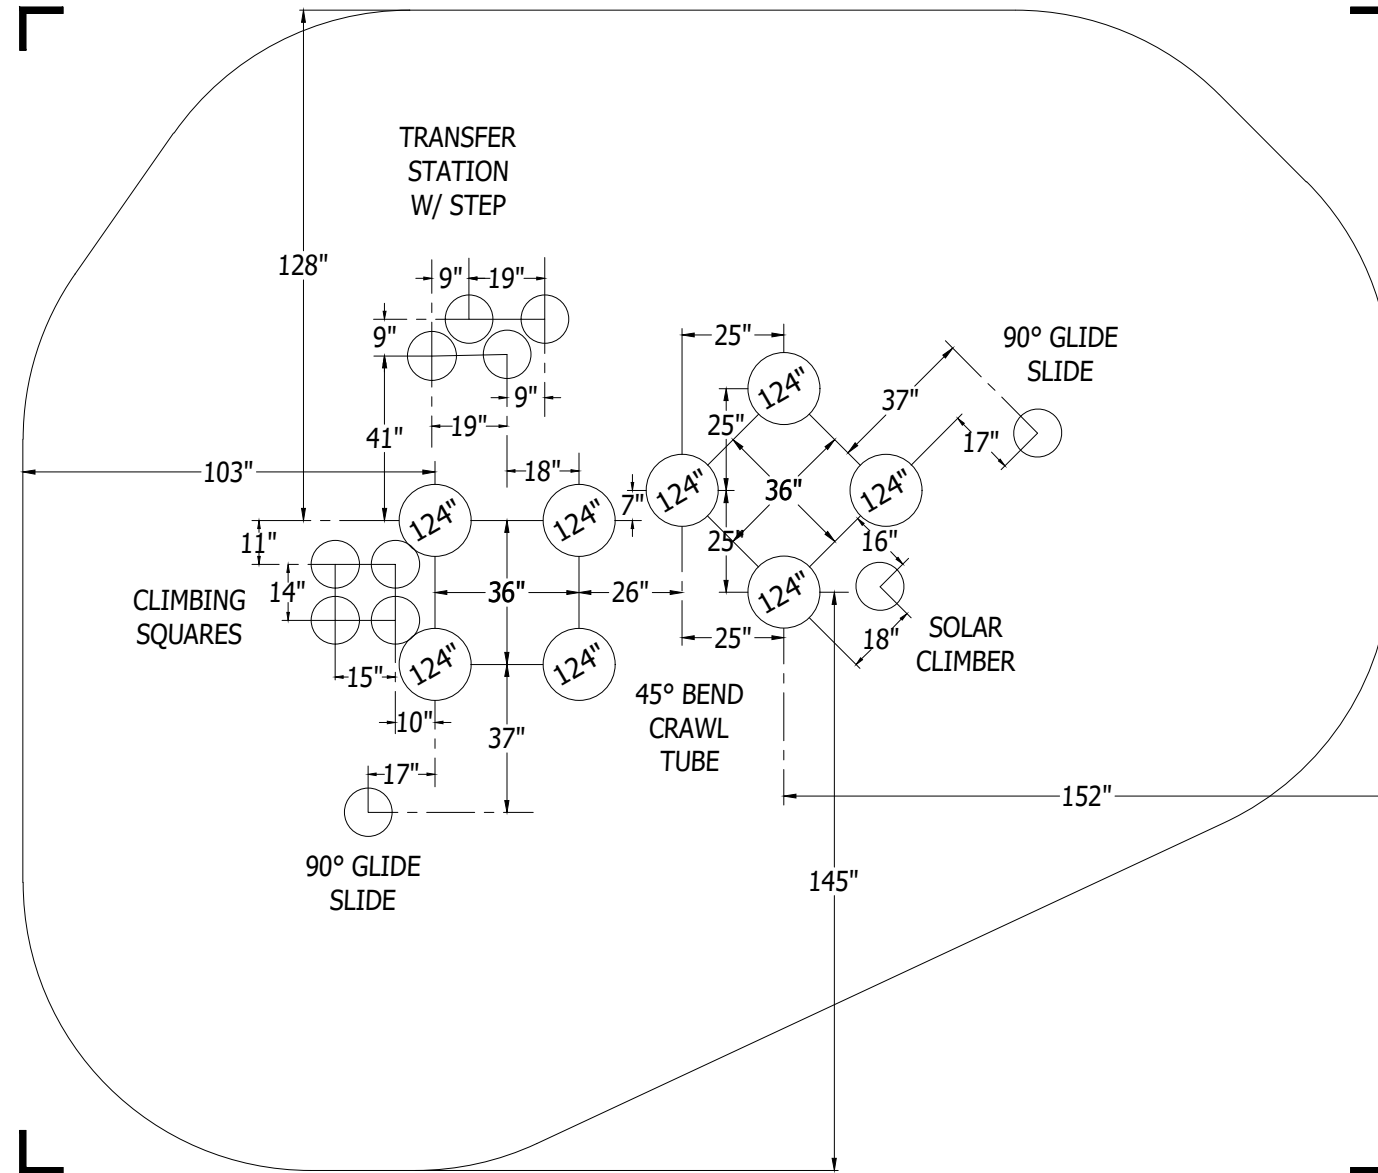 TRANSFER
STATION
W/ STEP
128"
9"
19"
9"
9"
41"
19"
25"
90° GLIDE
SLIDE
124"
37"
25"
17"
103"
18"
124"
36"
124"
7"
124"
124"
25"
16"
11"
14"
36"
26"
124"
CLIMBING
SQUARES
18"
SOLAR
CLIMBER
25"
124"
124"
15"
10"
45° BEND
CRAWL
TUBE
37"
17"
152"
90° GLIDE
SLIDE
145"